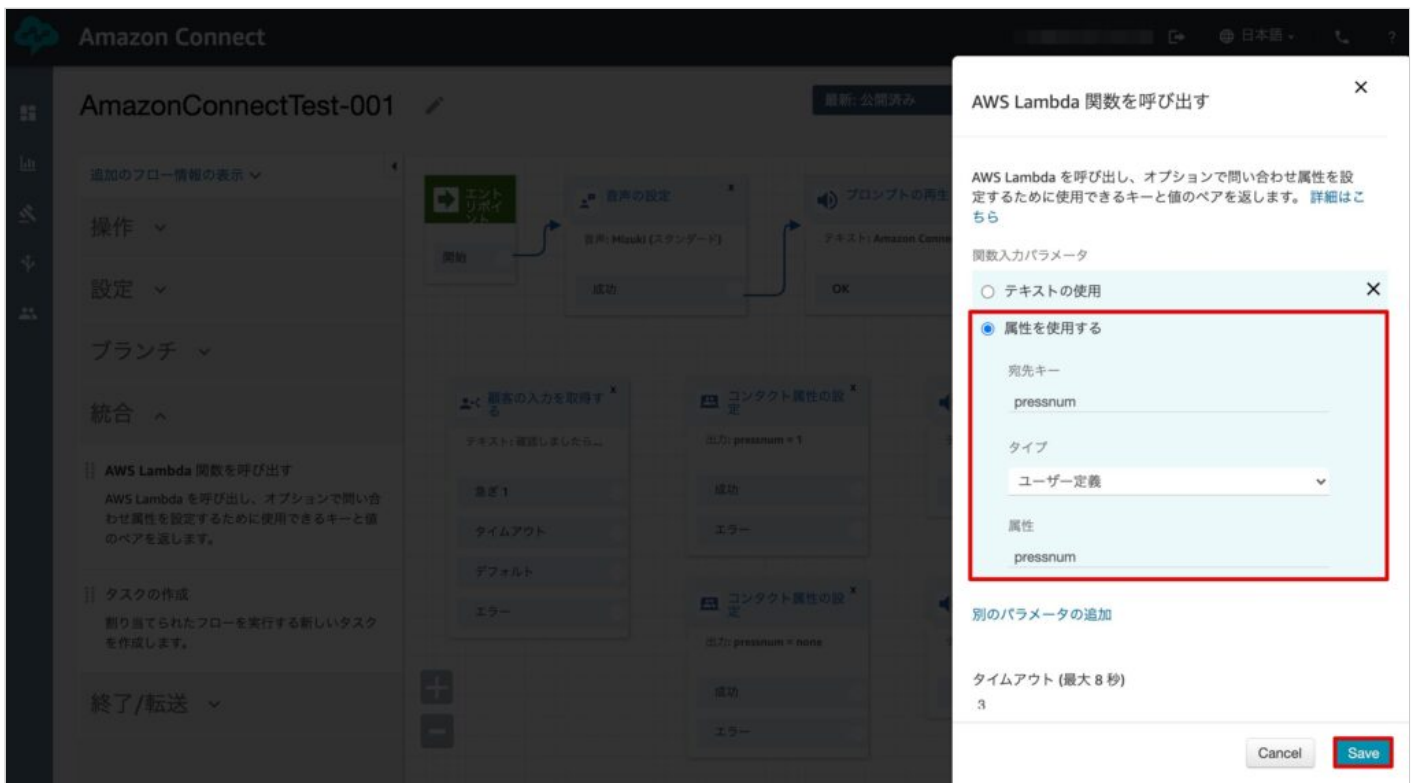 Amazon Connect
日本語
?
AmazonConnectTest-001
最新: 公開済み
追加のフロー情報の表示
操作
設定
ブランチ
統合
AWS Lambda 関数を呼び出す
AWS Lambda を呼び出し、オプションで問い合
わせ属性を設定するために使用できるキーと値
のペアを返します。
タスクの作成
割り当てられたフローを実行する新しいタスク
を作成します。
終了/転送
エント
リポイ
ント
開始
音声の設定
x
音声: Mizuki (スタンダード)
成功
プロンプトの再生
テキスト: Amazon Conne
OK
顧客の入力を取得す
る
x
テキスト: 確認しましたら...
急ぎ 1
タイムアウト
デフォルト
エラー
コンタクト属性の設
定
x
出力: pressnum = 1
成功
エラー
コンタクト属性の設
定
x
出力: pressnum = none
成功
エラー
AWS Lambda 関数を呼び出す
AWS Lambda を呼び出し、オプションで問い合わせ属性を設
定するために使用できるキーと値のペアを返します。 詳細はこ
ちら
関数入力パラメータ
テキストの使用
属性を使用する
宛先キー
pressnum
タイプ
ユーザー定義
属性
pressnum
別のパラメータの追加
タイムアウト (最大 8 秒)
3
Cancel
Save